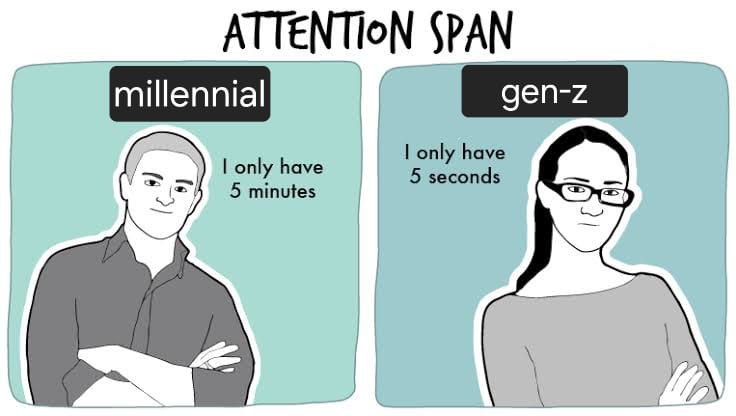 ATTENTION SPAN
millennial
I only have
5 minutes
gen-z
I only have
5 seconds